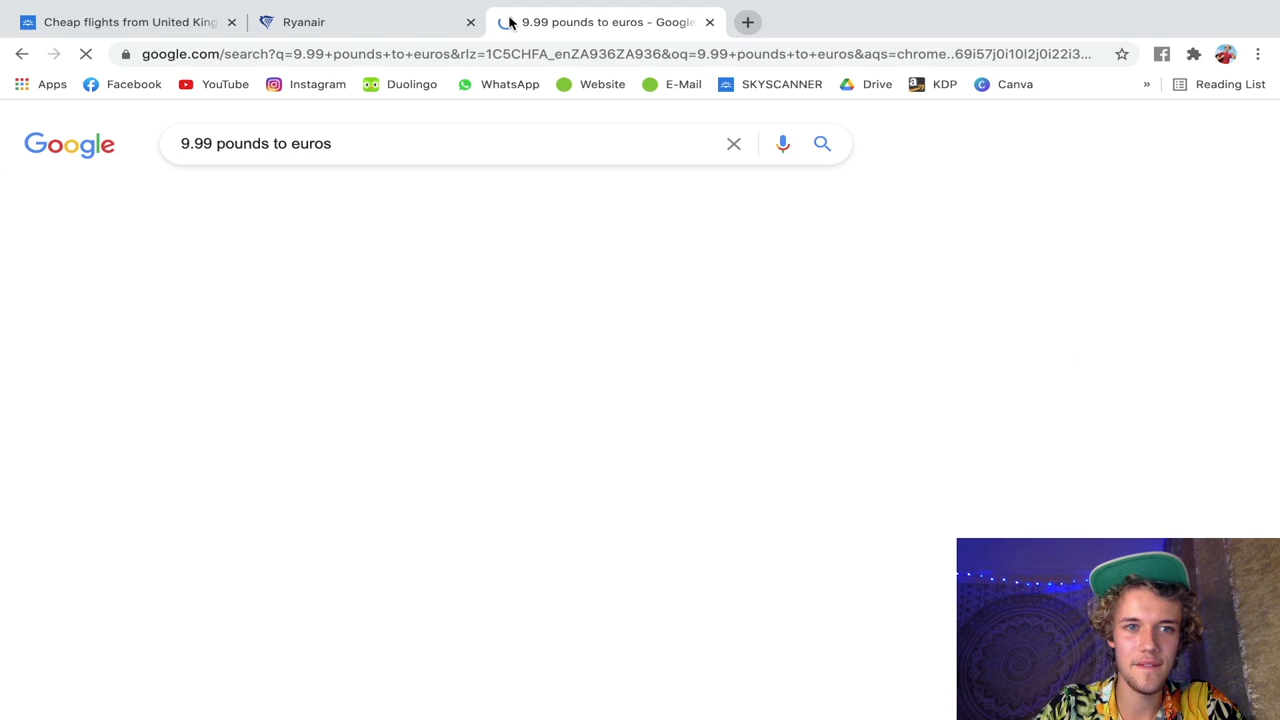 Cheap flights from United King
Ryanair
9.99 pounds to euros - Google
google.com/search?q=9.99+pounds+to+euros&rlz=1C5CHFA_enZA936ZA936&oq=9.99+pounds+to+euros&aqs=chrome..69i57j0i10l2j0i22i3...
Apps Facebook YouTube Instagram Duolingo WhatsApp Website E-Mail SKYSCANNER Drive KDP Canva » Reading List
Google 9.99 pounds to euros